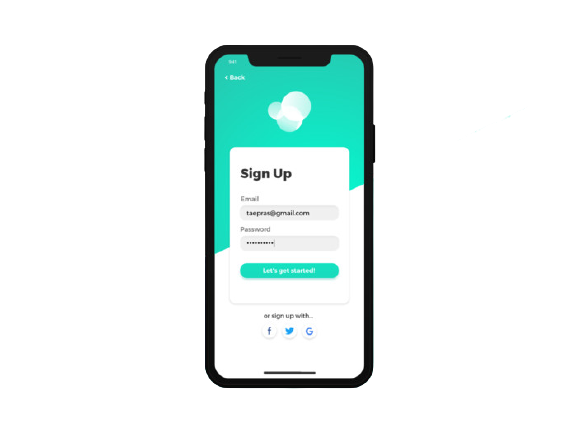 9:41
‹ Back
Sign Up
Email
taepras@gmail.com
Password
••••••••••
Let's get started!
or sign up with...
f
G